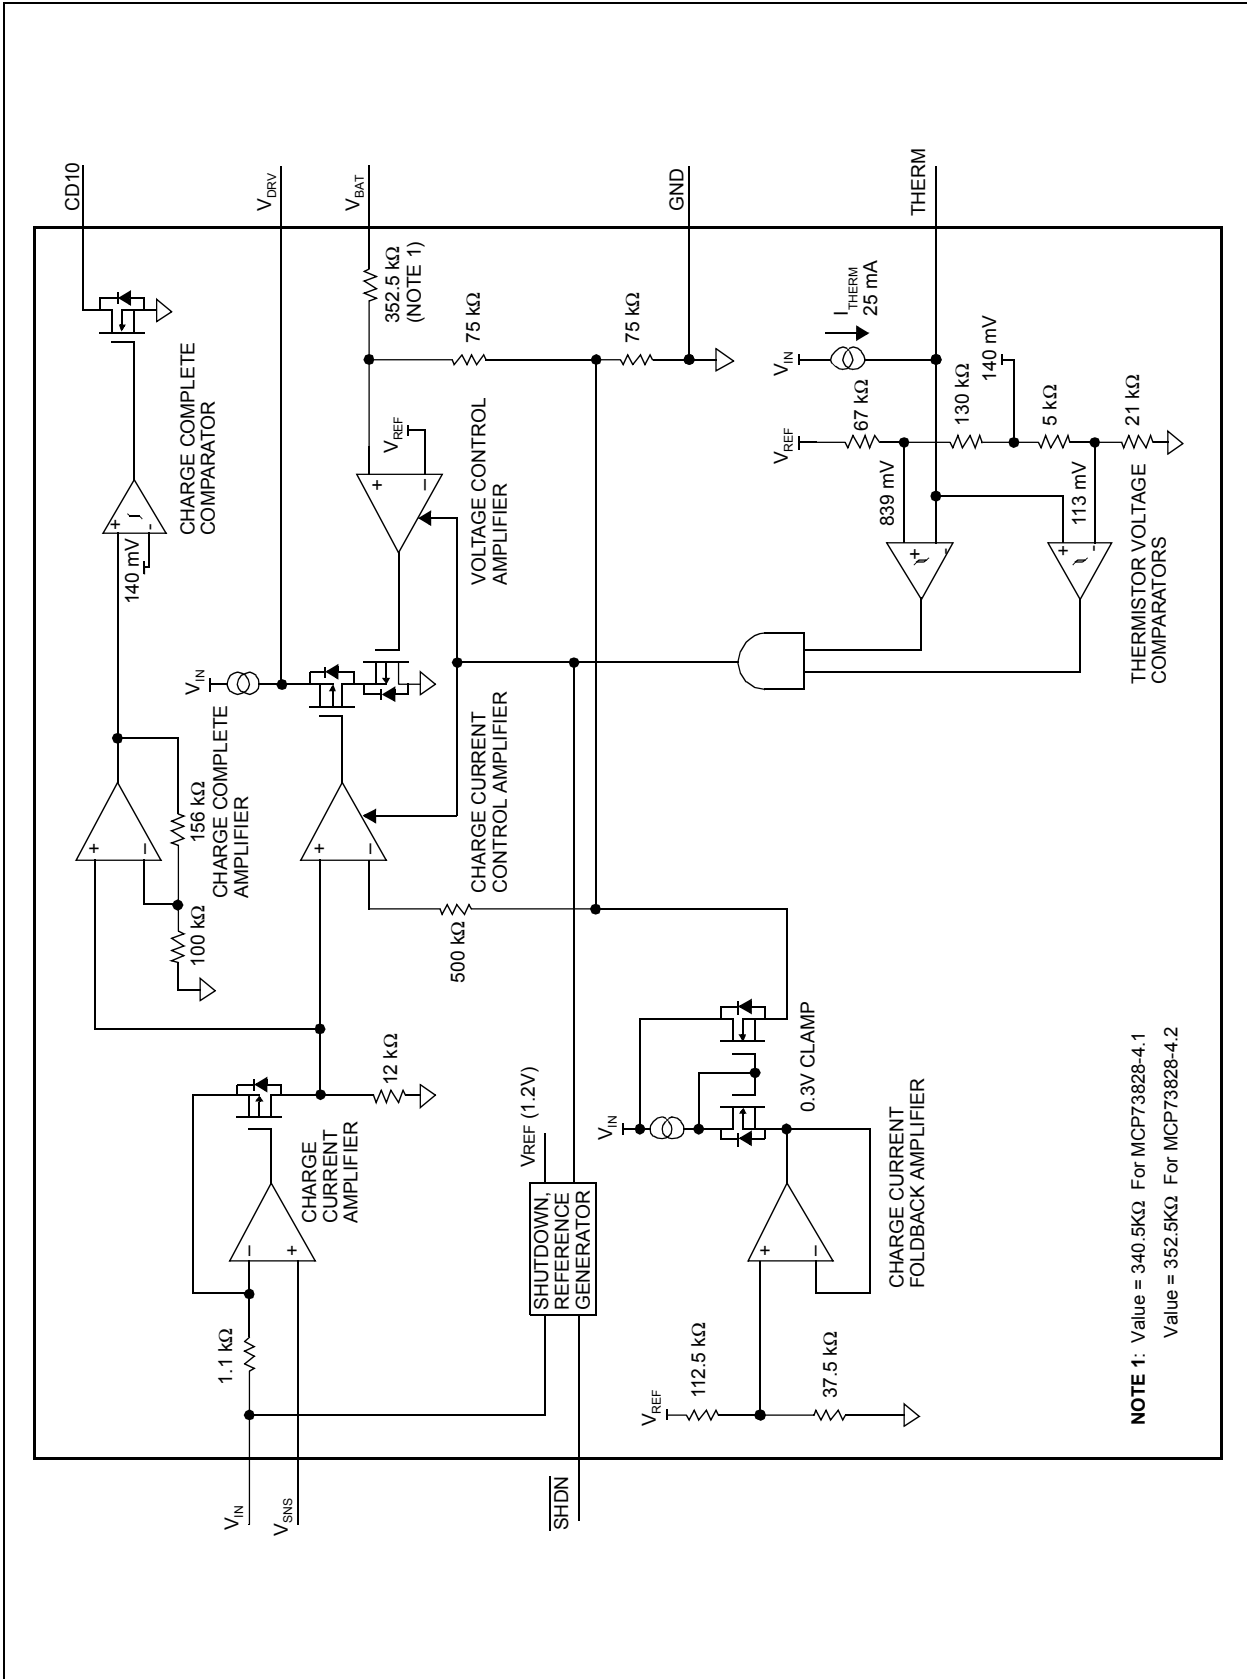 V_IN
V_SNS
SHDN
1.1 kΩ
CHARGE
CURRENT
AMPLIFIER
12 kΩ
100 kΩ
156 kΩ
CHARGE COMPLETE
AMPLIFIER
140 mV
CHARGE COMPLETE
COMPARATOR
CD10
V_DRV
V_BAT
GND
THERM
V_IN
CHARGE CURRENT
CONTROL AMPLIFIER
500 kΩ
VOLTAGE CONTROL
AMPLIFIER
V_REF
352.5 kΩ
(NOTE 1)
75 kΩ
75 kΩ
SHUTDOWN,
REFERENCE
GENERATOR
VREF (1.2V)
V_REF
112.5 kΩ
37.5 kΩ
V_IN
0.3V CLAMP
CHARGE CURRENT
FOLDBACK AMPLIFIER
V_REF
67 kΩ
839 mV
130 kΩ
140 mV
5 kΩ
113 mV
21 kΩ
V_IN
I_THERM
25 mA
THERMISTOR VOLTAGE
COMPARATORS
NOTE 1: Value = 340.5KΩ For MCP73828-4.1
Value = 352.5KΩ For MCP73828-4.2